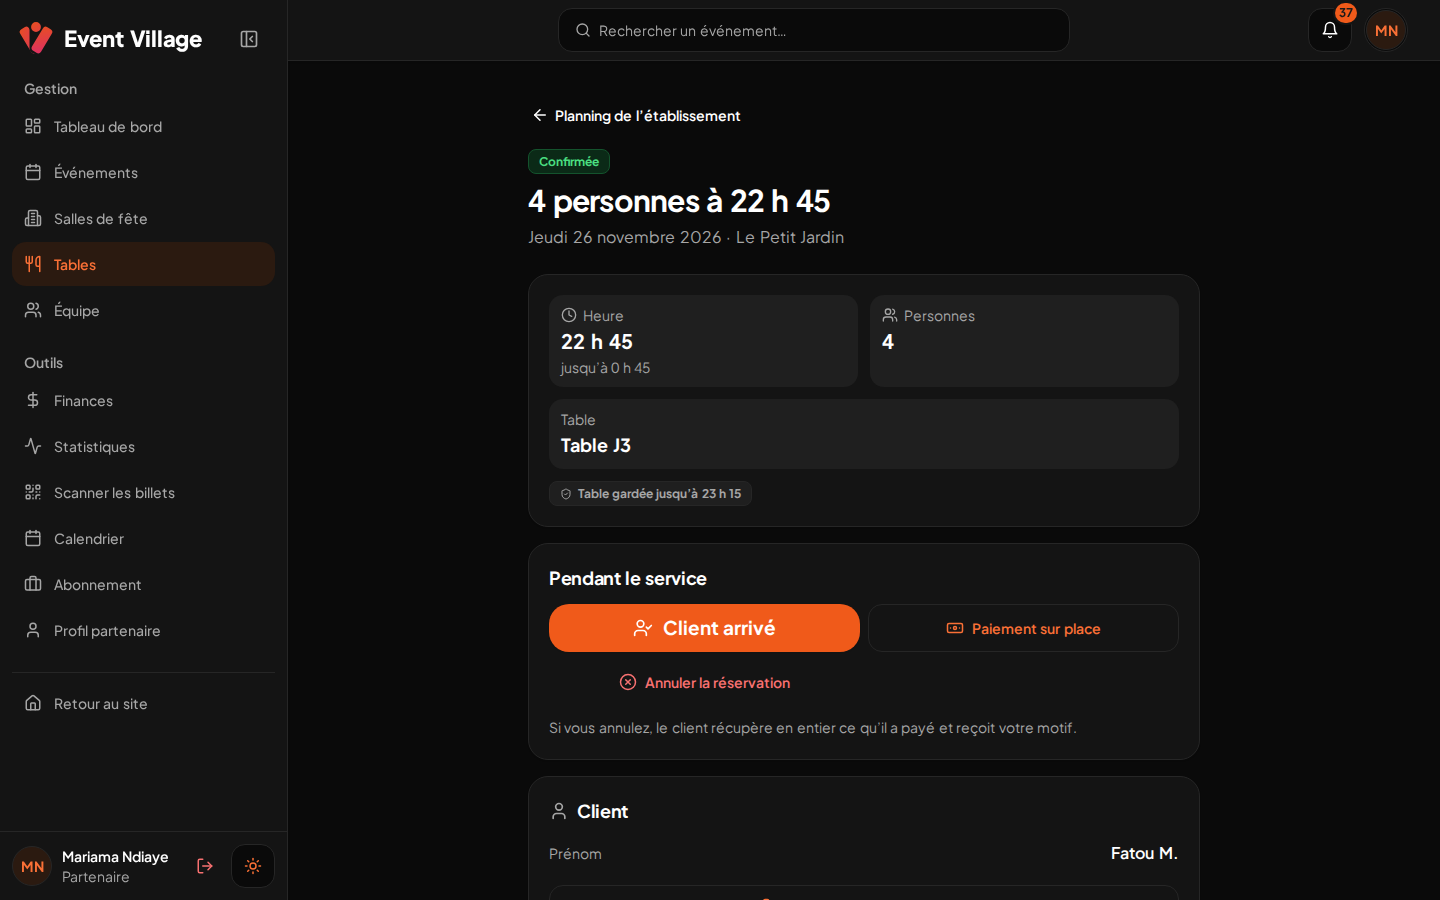 Event Village
Rechercher un événement...
37
MN
Gestion
Tableau de bord
Événements
Salles de fête
Tables
Équipe
Outils
Finances
Statistiques
Scanner les billets
Calendrier
Abonnement
Profil partenaire
Retour au site
MN
Mariama Ndiaye
Partenaire
Planning de l’établissement
Confirmée
4 personnes à 22 h 45
Jeudi 26 novembre 2026 · Le Petit Jardin
Heure
22 h 45
jusqu’à 0 h 45
Personnes
4
Table
Table J3
Table gardée jusqu’à 23 h 15
Pendant le service
Client arrivé
Paiement sur place
Annuler la réservation
Si vous annulez, le client récupère en entier ce qu’il a payé et reçoit votre motif.
Client
Prénom
Fatou M.